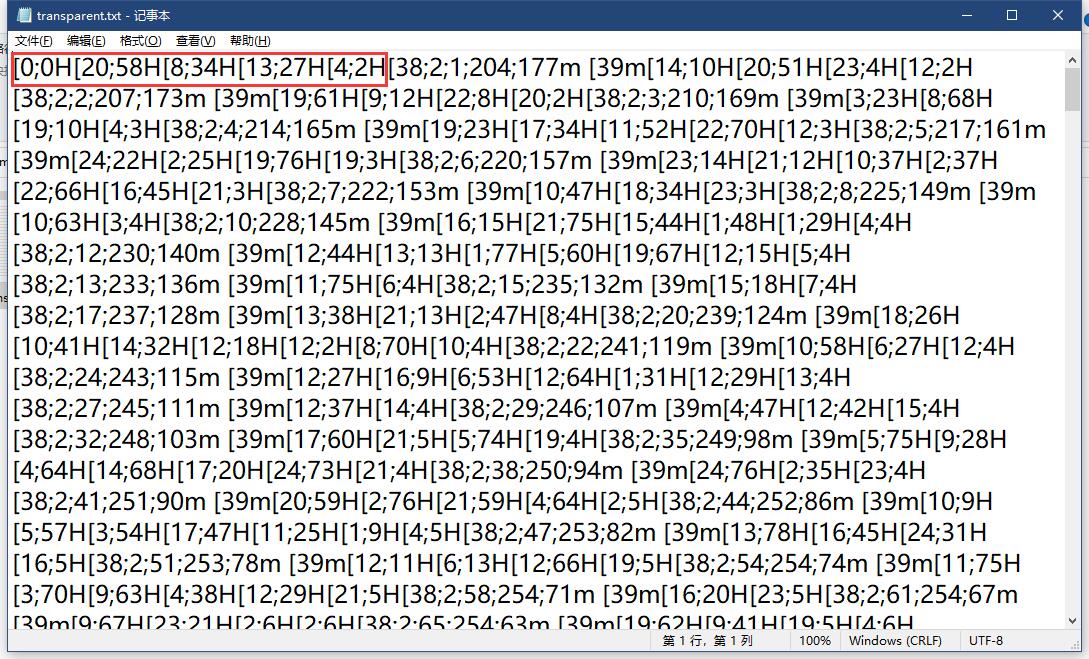 transparent.txt - 记事本
文件(F) 编辑(E) 格式(O) 查看(V) 帮助(H)
[0;0H[20;58H[8;34H[13;27H[4;2H[38;2;1;204;177m [39m[14;10H[20;51H[23;4H[12;2H
[38;2;2;207;173m [39m[19;61H[9;12H[22;8H[20;2H[38;2;3;210;169m [39m[3;23H[8;68H
[19;10H[4;3H[38;2;4;214;165m [39m[19;23H[17;34H[11;52H[22;70H[12;3H[38;2;5;217;161m
[39m[24;22H[2;25H[19;76H[19;3H[38;2;6;220;157m [39m[23;14H[21;12H[10;37H[2;37H
[22;66H[16;45H[21;3H[38;2;7;222;153m [39m[10;47H[18;34H[23;3H[38;2;8;225;149m [39m
[10;63H[3;4H[38;2;10;228;145m [39m[16;15H[21;75H[15;44H[1;48H[1;29H[4;4H
[38;2;12;230;140m [39m[12;44H[13;13H[1;77H[5;60H[19;67H[12;15H[5;4H
[38;2;13;233;136m [39m[11;75H[6;4H[38;2;15;235;132m [39m[15;18H[7;4H
[38;2;17;237;128m [39m[13;38H[21;13H[2;47H[8;4H[38;2;20;239;124m [39m[18;26H
[10;41H[14;32H[12;18H[12;2H[8;70H[10;4H[38;2;22;241;119m [39m[10;58H[6;27H[12;4H
[38;2;24;243;115m [39m[12;27H[16;9H[6;53H[12;64H[1;31H[12;29H[13;4H
[38;2;27;245;111m [39m[12;37H[14;4H[38;2;29;246;107m [39m[4;47H[12;42H[15;4H
[38;2;32;248;103m [39m[17;60H[21;5H[5;74H[19;4H[38;2;35;249;98m [39m[5;75H[9;28H
[4;64H[14;68H[17;20H[24;73H[21;4H[38;2;38;250;94m [39m[24;76H[2;35H[23;4H
[38;2;41;251;90m [39m[20;59H[2;76H[21;59H[4;64H[2;5H[38;2;44;252;86m [39m[10;9H
[5;57H[3;54H[17;47H[11;25H[1;9H[4;5H[38;2;47;253;82m [39m[13;78H[16;45H[24;31H
[16;5H[38;2;51;253;78m [39m[12;11H[6;13H[12;66H[19;5H[38;2;54;254;74m [39m[11;75H
[3;70H[9;63H[4;38H[12;29H[21;5H[38;2;58;254;71m [39m[16;20H[23;5H[38;2;61;254;67m
[39m[9;67H[23;21H[2;6H[2;6H[38;2;65;254;63m [39m[19;62H[9;41H[19;5H[4;6H
第 1 行，第 1 列 100% Windows (CRLF) UTF-8